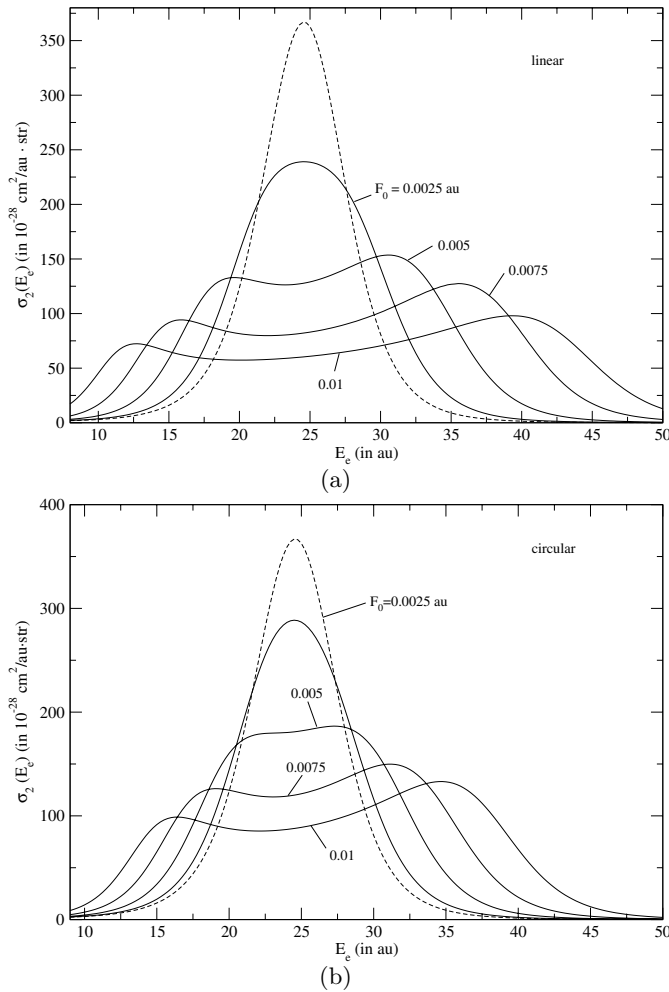 350
300
250
200
150
100
50
0
σ₂(Eₑ) (in 10⁻²⁸ cm²/au · str)
linear
F₀ = 0.0025 au
0.005
0.0075
0.01
10 15 20 25 30 35 40 45 50
Eₑ (in au)
(a)
400
300
200
100
0
σ₂ (Eₑ) (in 10⁻²⁸ cm²/au·str)
circular
F₀=0.0025 au
0.005
0.0075
0.01
10 15 20 25 30 35 40 45 50
Eₑ (in au)
(b)